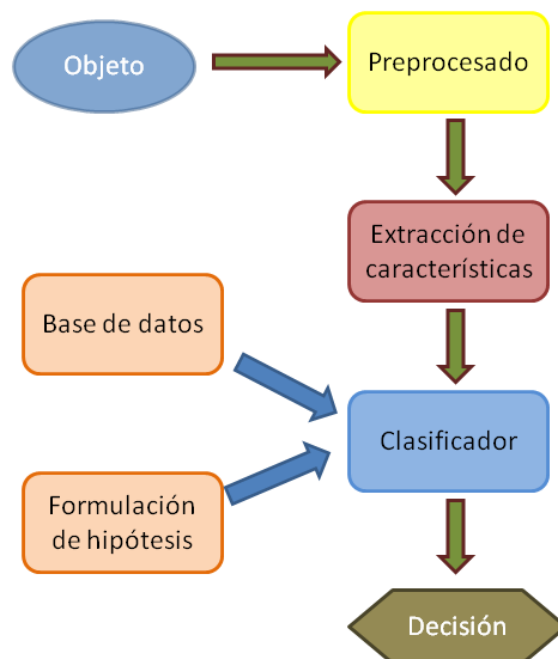 Objeto
Preprocesado
Extracción de
características
Base de datos
Clasificador
Formulación
de hipótesis
Decisión